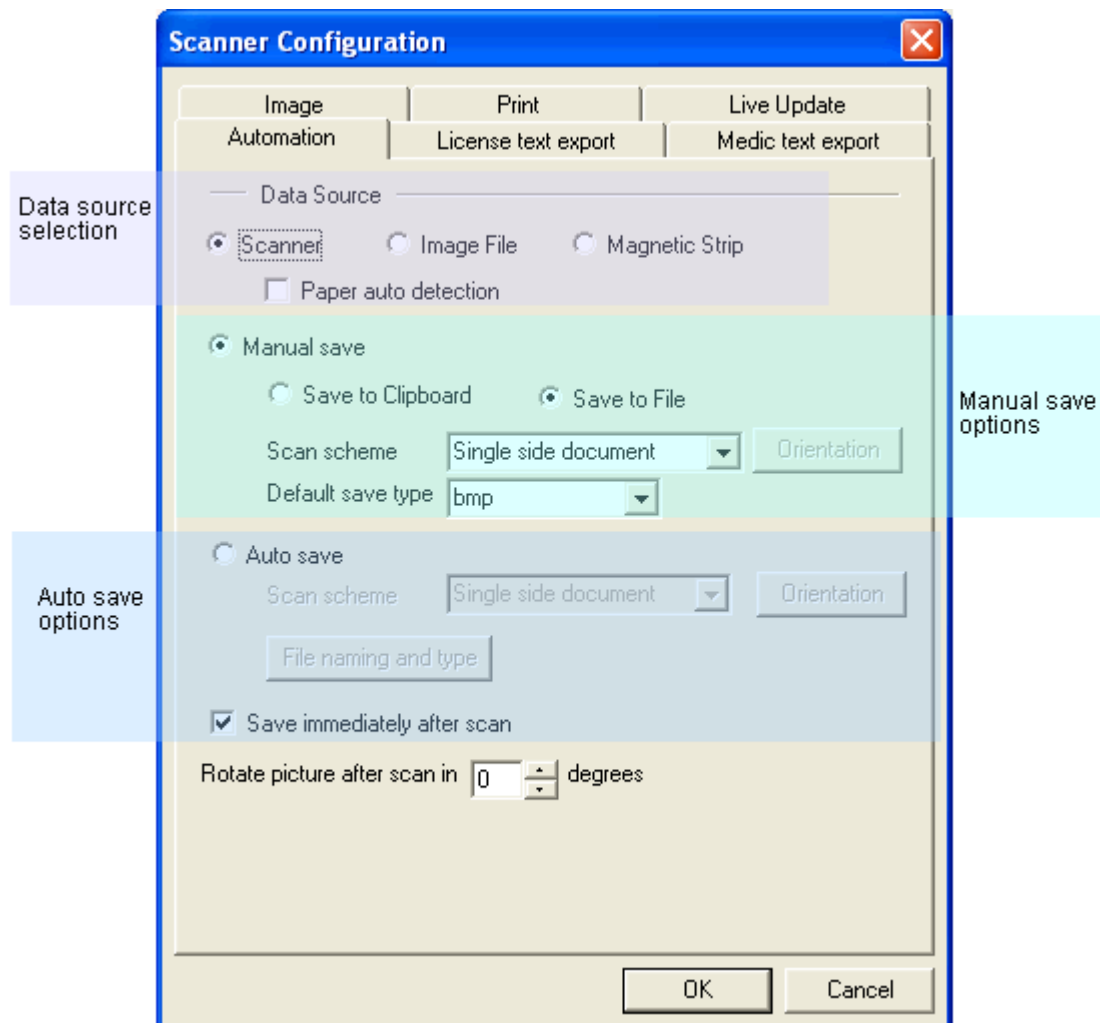 Scanner Configuration
Image Print Live Update
Automation License text export Medic text export
Data source
selection
Data Source
Scanner Image File Magnetic Strip
Paper auto detection
Manual save
options
Manual save
Save to Clipboard Save to File
Scan scheme Single side document Orientation
Default save type bmp
Auto save
options
Auto save
Scan scheme Single side document Orientation
File naming and type
Save immediately after scan
Rotate picture after scan in 0 degrees
OK Cancel